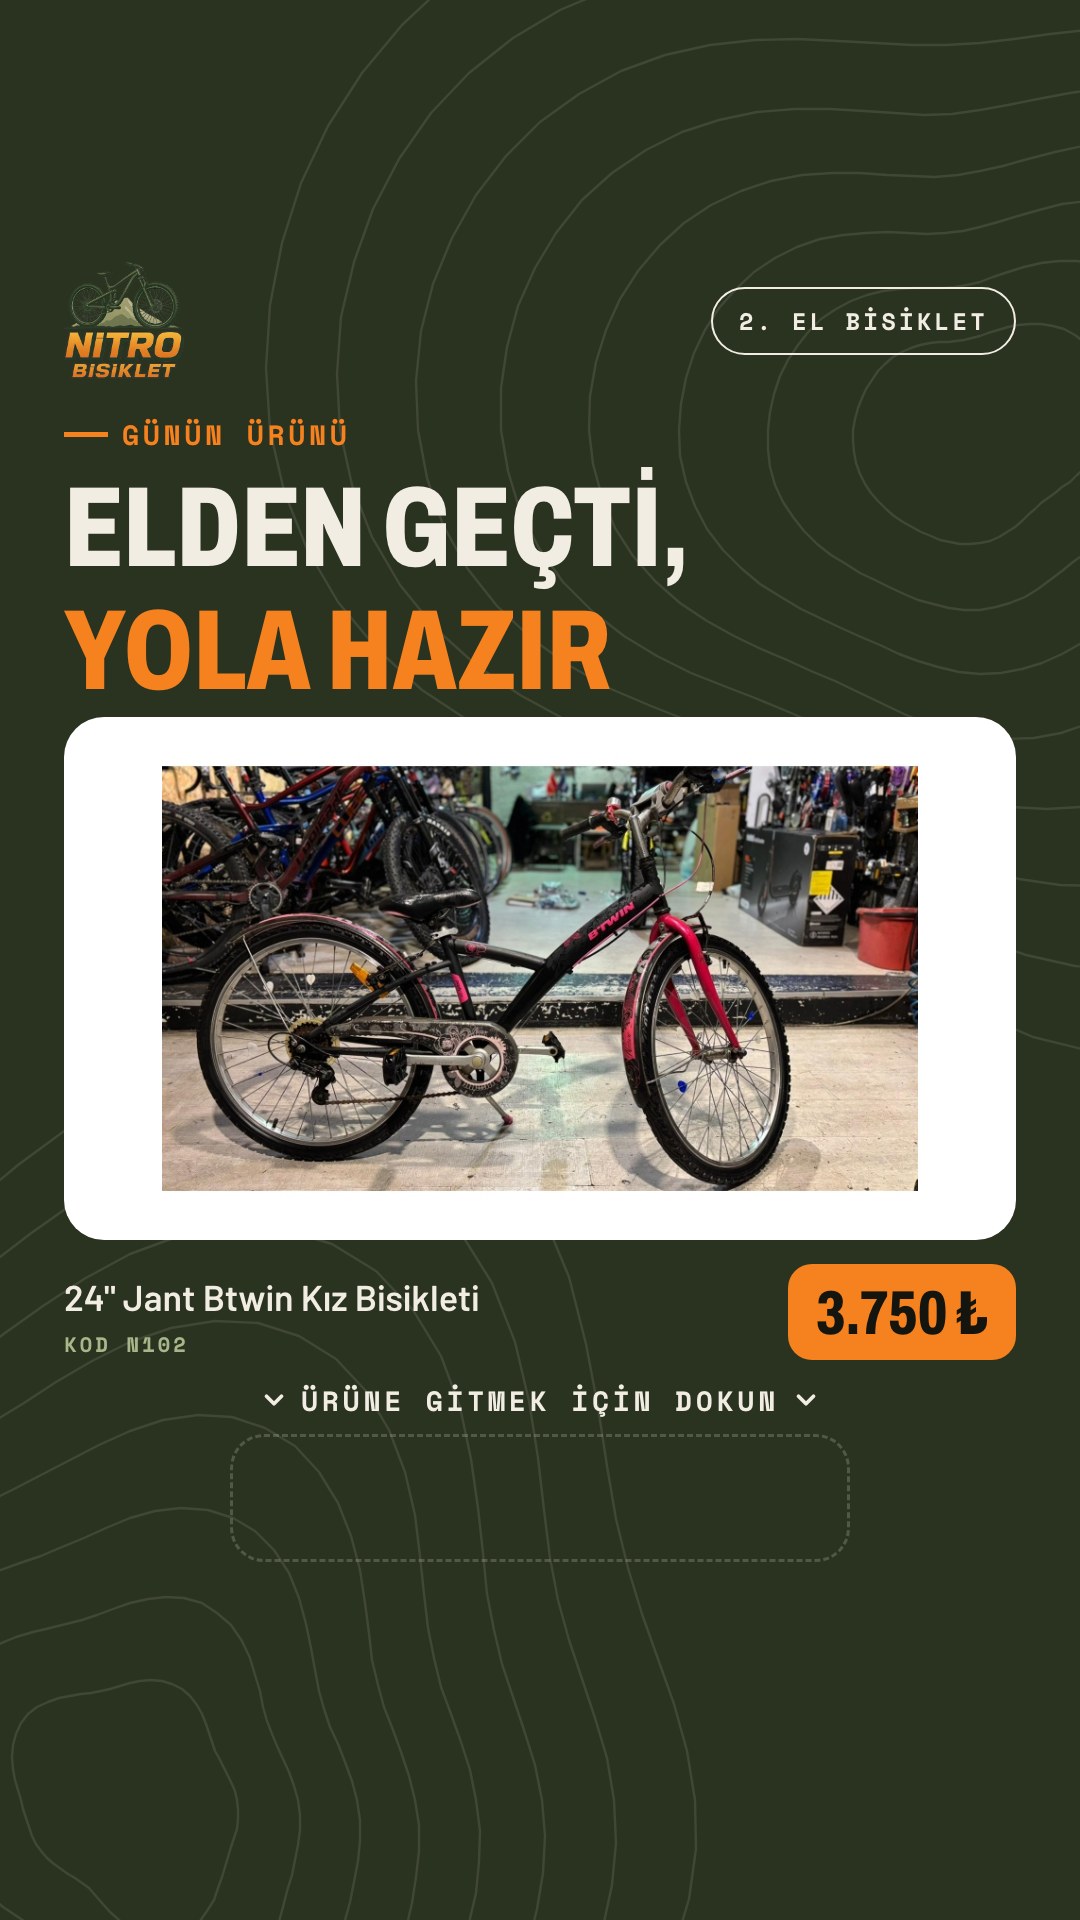 NiTRO
BiSiKLET
2. EL BİSİKLET
GÜNÜN ÜRÜNÜ
ELDEN GEÇTİ,
YOLA HAZIR
BTWIN
24" Jant Btwin Kız Bisikleti
3.750 ₺
KOD N102
ÜRÜNE GİTMEK İÇİN DOKUN